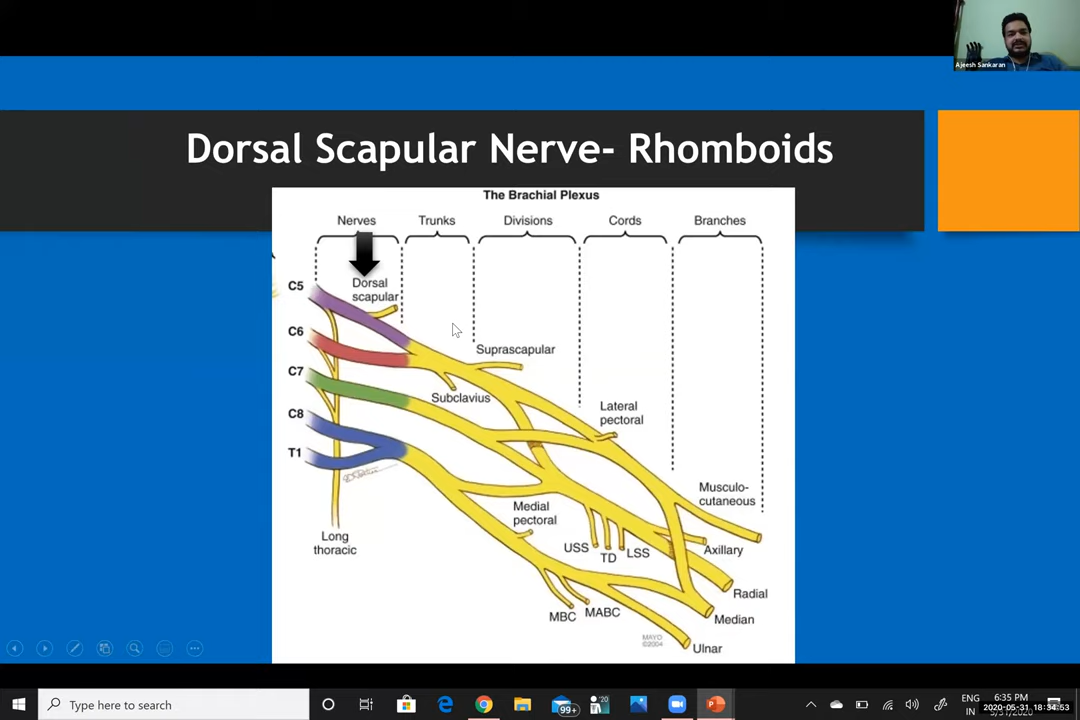 Ajeesh Sankaran
Dorsal Scapular Nerve- Rhomboids
The Brachial Plexus
Nerves
Trunks
Divisions
Cords
Branches
C5
Dorsal
scapular
C6
Suprascapular
C7
Subclavius
Lateral
pectoral
C8
T1
Musculo-
cutaneous
Medial
pectoral
Long
thoracic
USS
TD
LSS
Axillary
Radial
MBC
MABC
Median
MAYO
©2004
Ulnar
Type here to search
99+
'20
ENG
IN
6:35 PM
2020-05-31 18:34:53